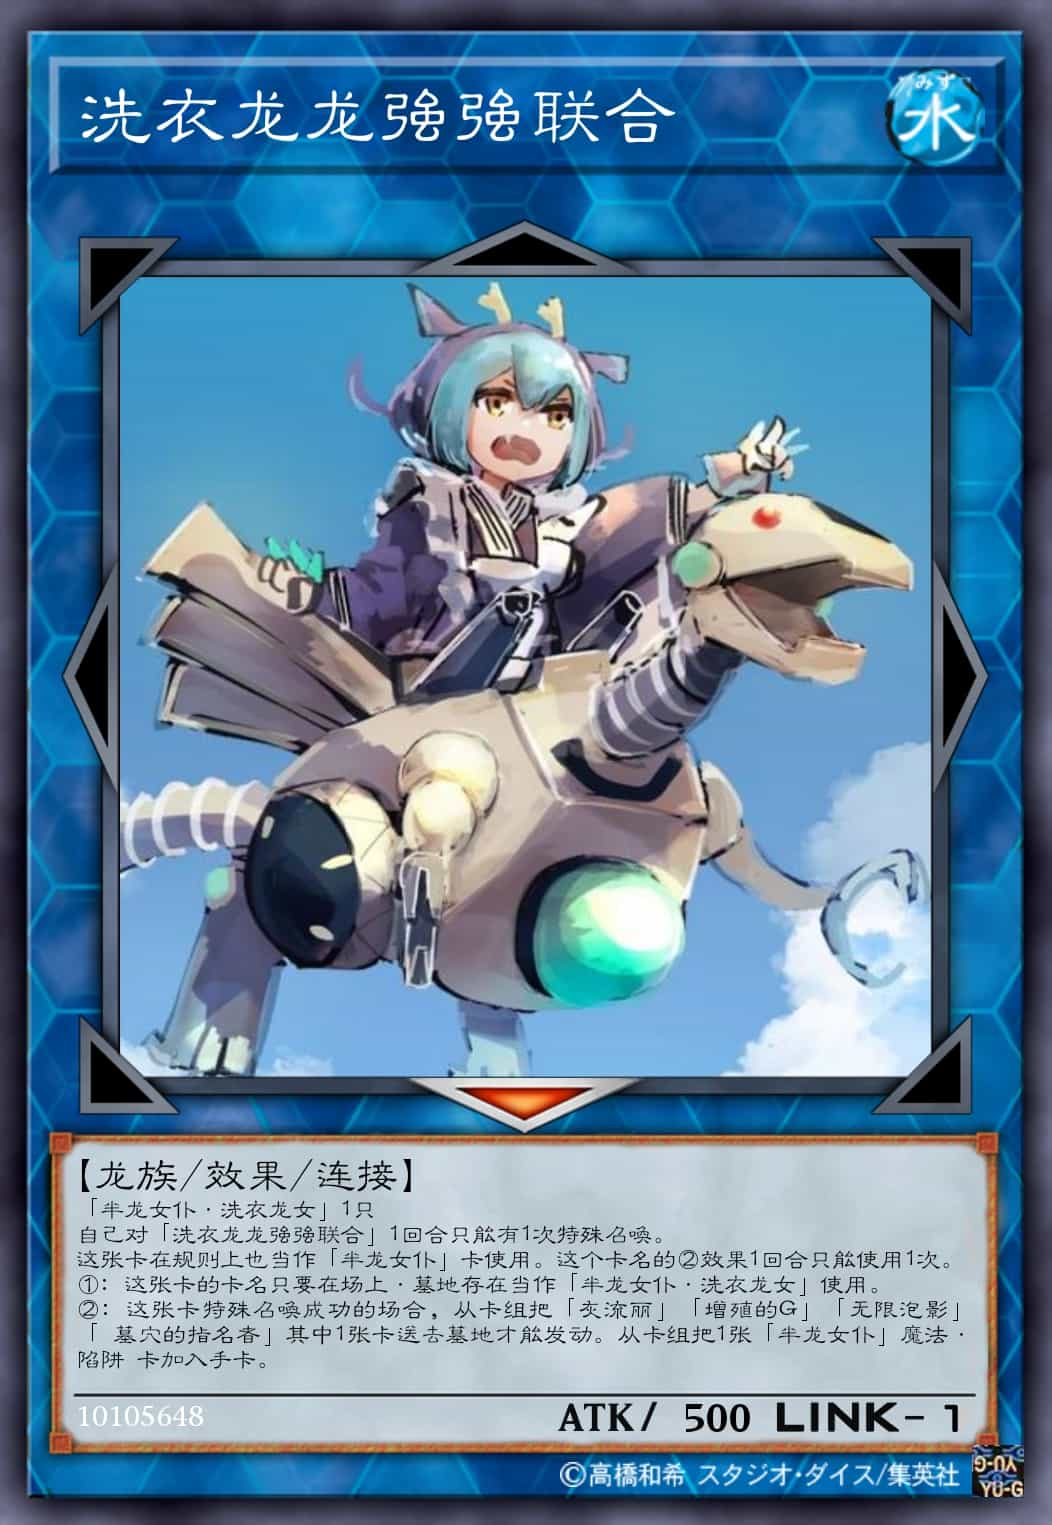 洗衣龙龙强强联合
みず
水
【龙族/效果/连接】
「半龙女仆·洗衣龙女」1只
自己对「洗衣龙龙强强联合」1回合只能有1次特殊召唤。
这张卡在规则上也当作「半龙女仆」卡使用。这个卡名的②效果1回合只能使用1次。
①：这张卡的卡名只要在场上·墓地存在当作「半龙女仆·洗衣龙女」使用。
②：这张卡特殊召唤成功的场合，从卡组把「变流丽」「增殖的G」「无限泡影」
「 墓穴的指名者」其中1张卡送去墓地才能发动。从卡组把1张「半龙女仆」魔法·
陷阱 卡加入手卡。
10105648
ATK/ 500 LINK-1
©高橋和希 スタジオ·ダイス/集英社
YU-G
YU-G